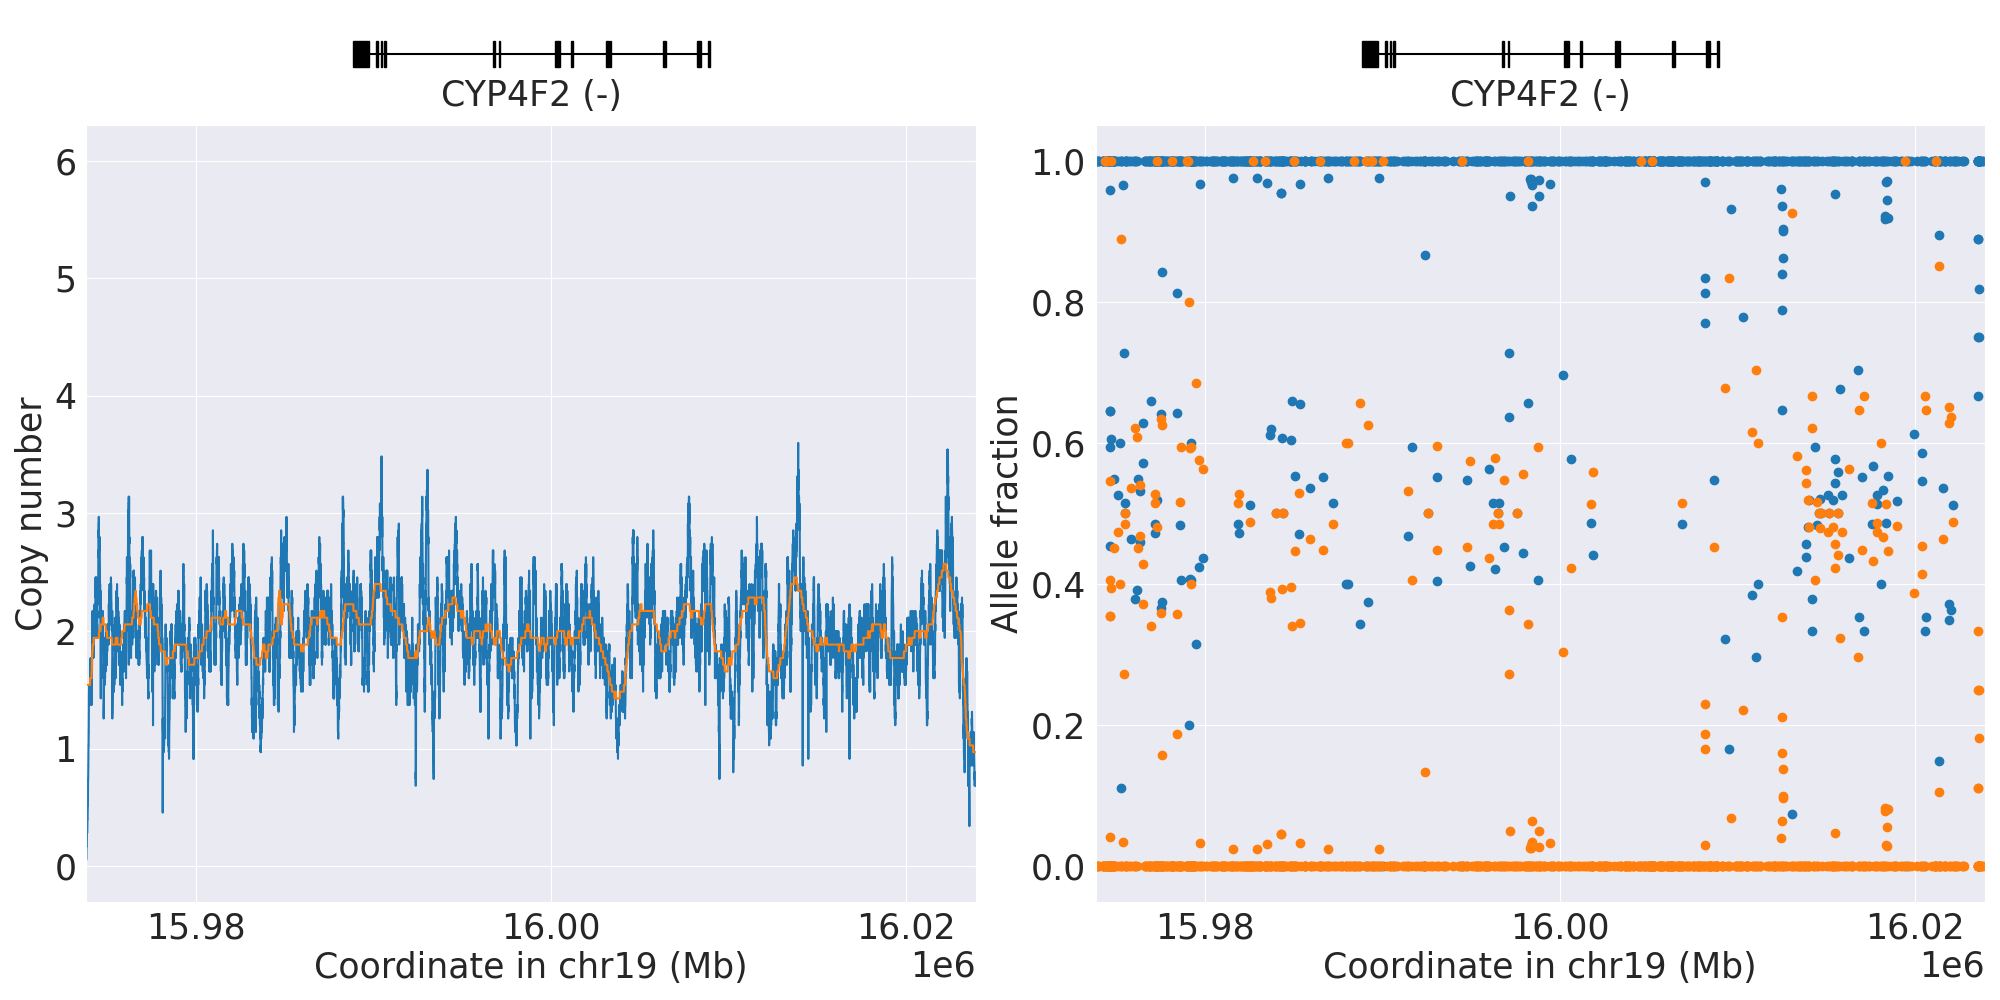 CYP4F2 (-)
6
5
4
3
2
1
0
Copy number
15.98
16.00
16.02
Coordinate in chr19 (Mb)
1e6
CYP4F2 (-)
1.0
0.8
0.6
0.4
0.2
0.0
Allele fraction
15.98
16.00
16.02
Coordinate in chr19 (Mb)
1e6